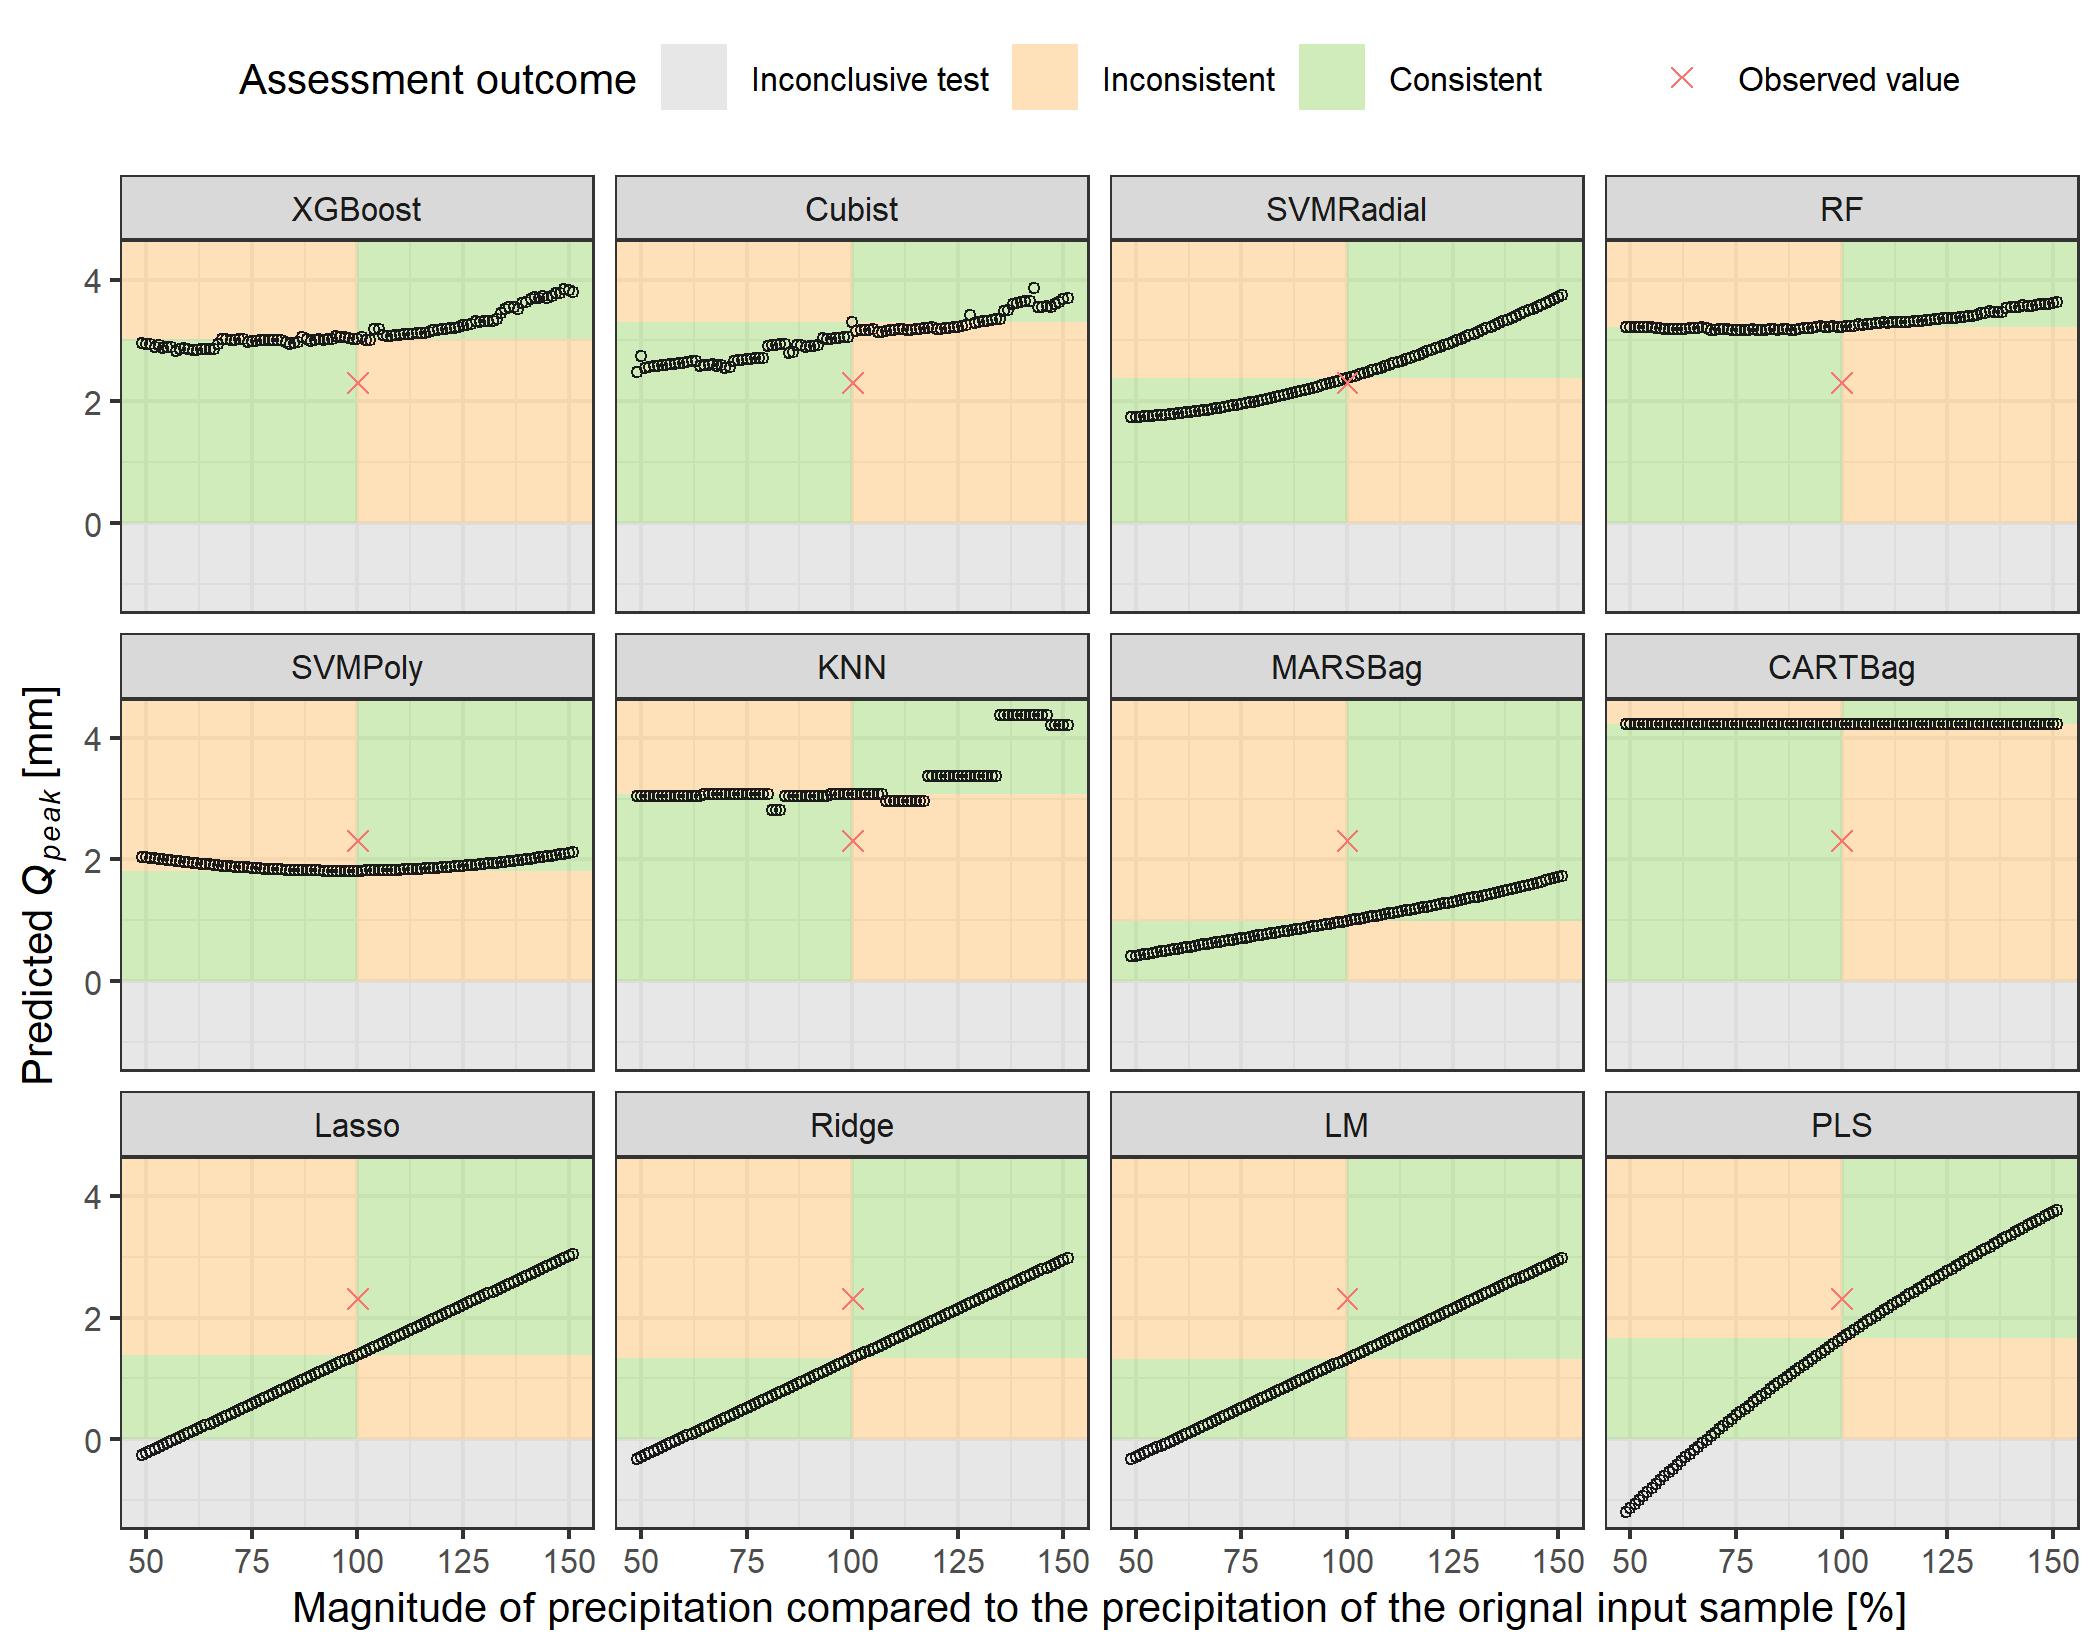 Assessment outcome Inconclusive test Inconsistent Consistent Observed value
XGBoost Cubist SVMRadial RF
4
2
0
SVMPoly KNN MARSBag CARTBag
4
2
0
Predicted Qpeak [mm]
Lasso Ridge LM PLS
4
2
0
50 75 100 125 150 50 75 100 125 150 50 75 100 125 150 50 75 100 125 150
Magnitude of precipitation compared to the precipitation of the orignal input sample [%]